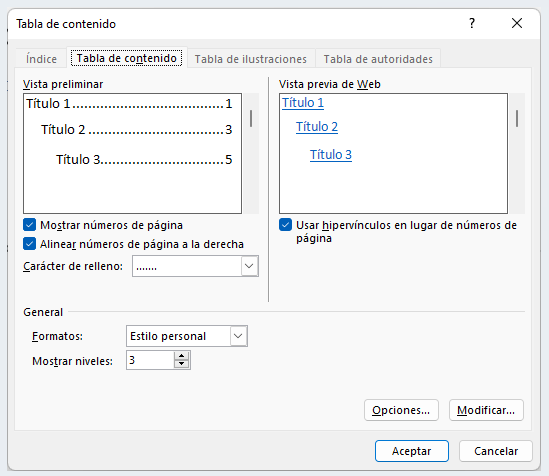 Tabla de contenido
? ×
Índice Tabla de contenido Tabla de ilustraciones Tabla de autoridades
Vista preliminar
Título 1.......................................1
Título 2....................................3
Título 3................................5
Mostrar números de página
Alinear números de página a la derecha
Carácter de relleno: .......
Vista previa de Web
Título 1
Título 2
Título 3
Usar hipervínculos en lugar de números de
página
General
Formatos: Estilo personal
Mostrar niveles: 3
Opciones... Modificar...
Aceptar Cancelar